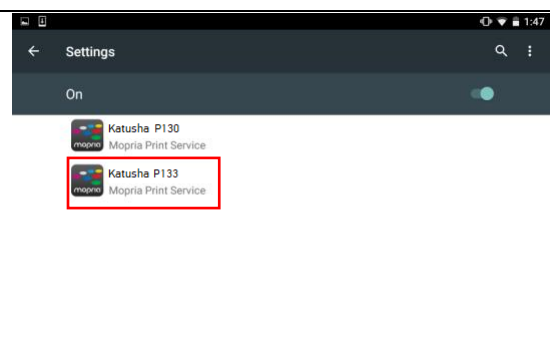 1:47
Settings
On
Katusha P130
mopria Mopria Print Service
Katusha P133
mopria Mopria Print Service